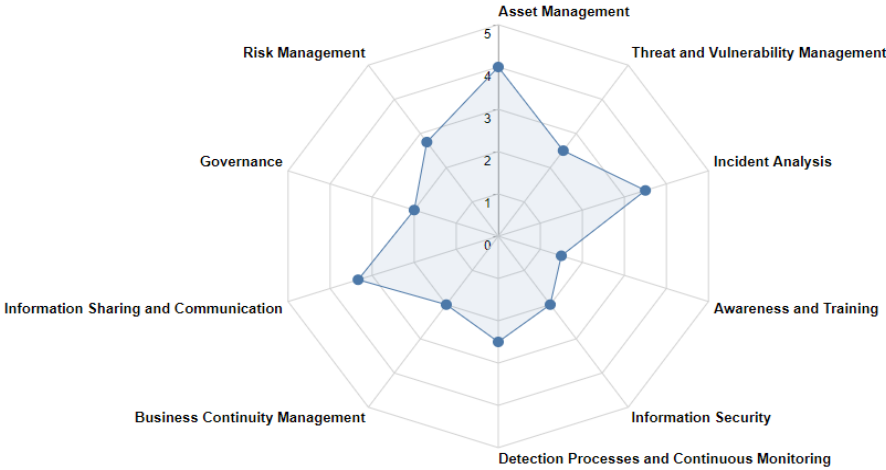 Asset Management
5
Risk Management
Threat and Vulnerability Management
4
3
Governance
2
Incident Analysis
1
0
Information Sharing and Communication
Awareness and Training
Business Continuity Management
Information Security
Detection Processes and Continuous Monitoring